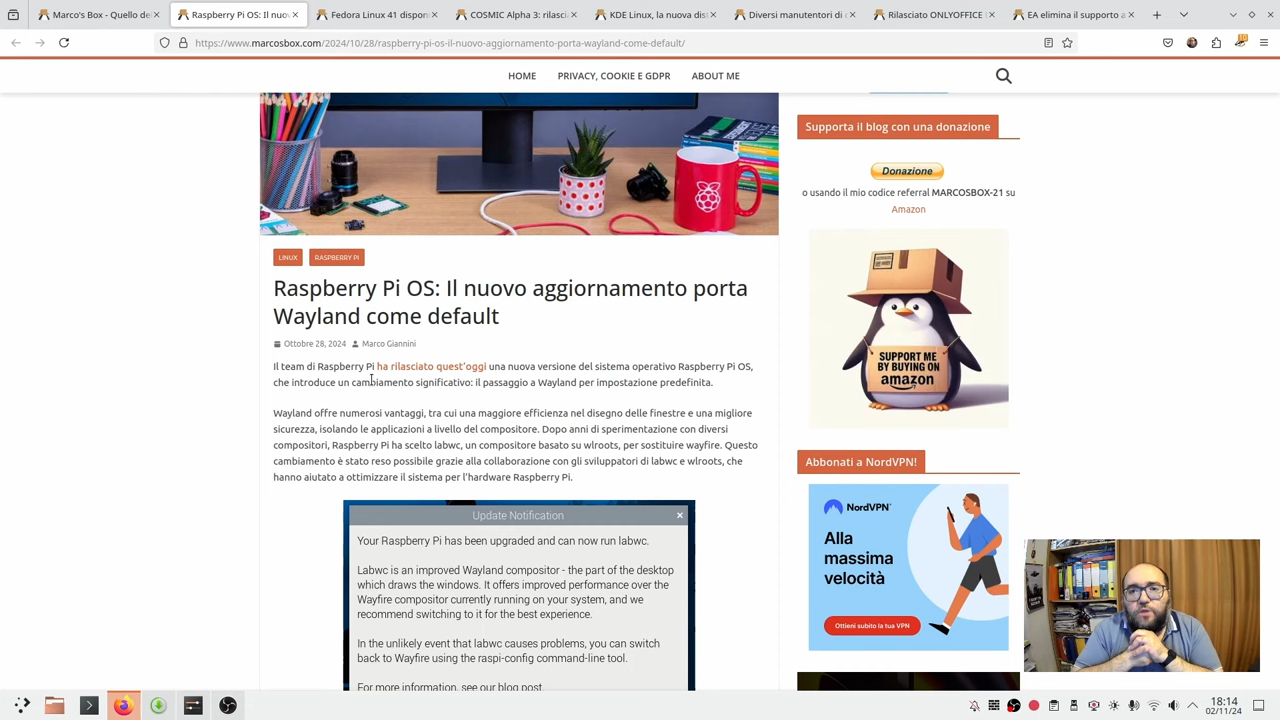 Marco's Box - Quello de
Raspberry Pi OS: Il nuov
Fedora Linux 41 dispon
COSMIC Alpha 3: rilasci
KDE Linux, la nuova dis
Diversi manutentori di
Rilasciato ONLYOFFICE
EA elimina il supporto a
https://www.marcosbox.com/2024/10/28/raspberry-pi-os-il-nuovo-aggiornamento-porta-wayland-come-default/
HOME PRIVACY, COOKIE E GDPR ABOUT ME
Supporta il blog con una donazione
Donazione
o usando il mio codice referral MARCOSBOX-21 su
Amazon
SUPPORT ME
BY BUYING ON
amazon
LINUX
RASPBERRY PI
Raspberry Pi OS: Il nuovo aggiornamento porta
Wayland come default
Ottobre 28, 2024 Marco Giannini
Il team di Raspberry Pi ha rilasciato quest'oggi una nuova versione del sistema operativo Raspberry Pi OS,
che introduce un cambiamento significativo: il passaggio a Wayland per impostazione predefinita.
Wayland offre numerosi vantaggi, tra cui una maggiore efficienza nel disegno delle finestre e una migliore
sicurezza, isolando le applicazioni a livello del compositore. Dopo anni di sperimentazione con diversi
compositori, Raspberry Pi ha scelto labwc, un compositore basato su wlroots, per sostituire wayfire. Questo
cambiamento è stato reso possibile grazie alla collaborazione con gli sviluppatori di labwc e wlroots, che
hanno aiutato a ottimizzare il sistema per l'hardware Raspberry Pi.
Update Notification
Your Raspberry Pi has been upgraded and can now run labwc.
Labwc is an improved Wayland compositor - the part of the desktop
which draws the windows. It offers improved performance over the
Wayfire compositor currently running on your system, and we
recommend switching to it for the best experience.
In the unlikely event that labwc causes problems, you can switch
back to Wayfire using the raspi-config command-line tool.
For more information, see our blog post.
Abbonati a NordVPN!
NordVPN
Alla
massima
velocità
Ottieni subito la tua VPN
18:14
02/11/24